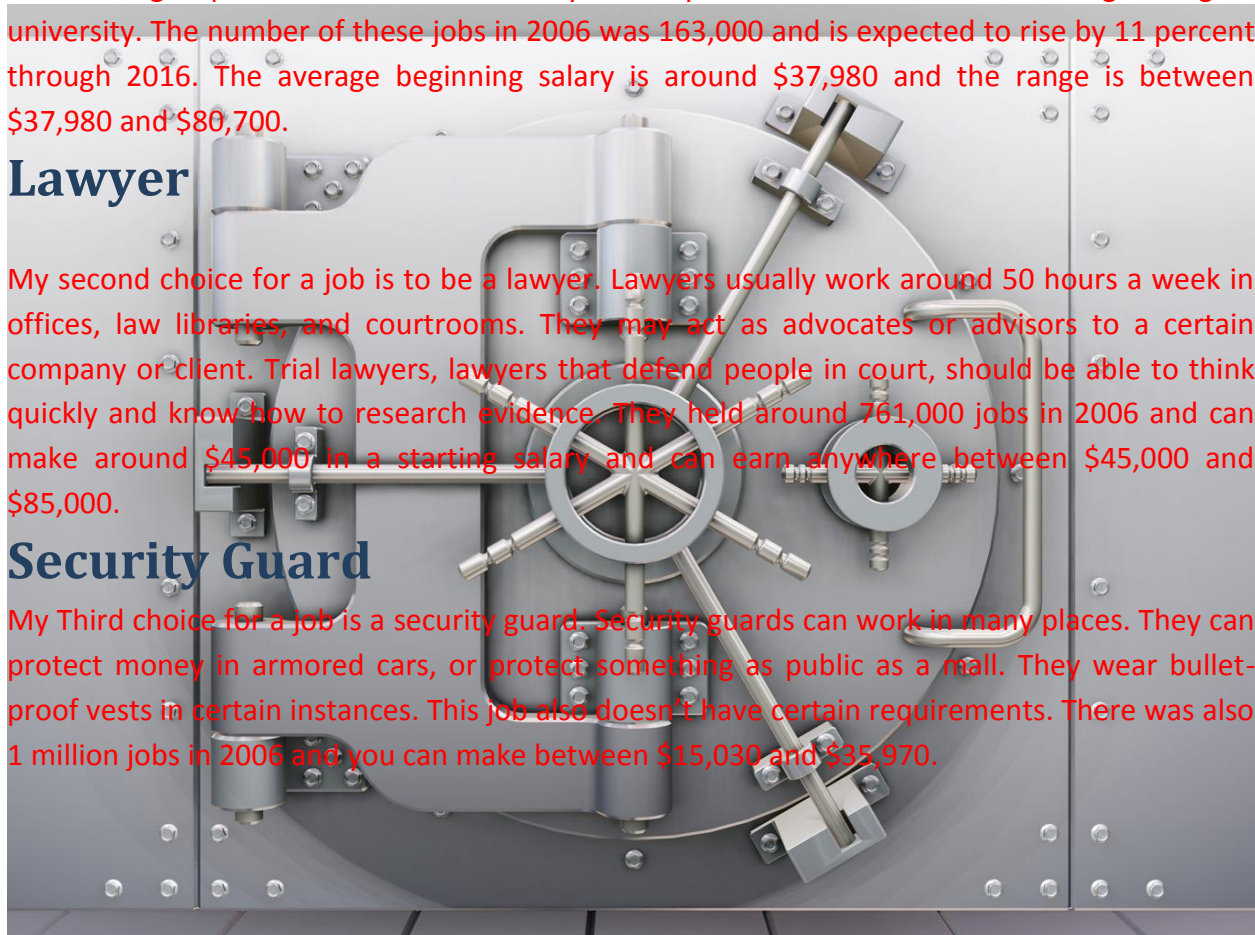 university. The number of these jobs in 2006 was 163,000 and is expected to rise by 11 percent
through 2016. The average beginning salary is around $37,980 and the range is between
$37,980 and $80,700.
Lawyer
My second choice for a job is to be a lawyer. Lawyers usually work around 50 hours a week in
offices, law libraries, and courtrooms. They may act as advocates or advisors to a certain
company or client. Trial lawyers, lawyers that defend people in court, should be able to think
quickly and know how to research evidence. They held around 761,000 jobs in 2006 and can
make around $45,000 in a starting salary and can earn anywhere between $45,000 and
$85,000.
Security Guard
My Third choice for a job is a security guard. Security guards can work in many places. They can
protect money in armored cars, or protect something as public as a mall. They wear bullet-
proof vests in certain instances. This job also doesn't have certain requirements. There was also
1 million jobs in 2006 and you can make between $15,030 and $35,970.